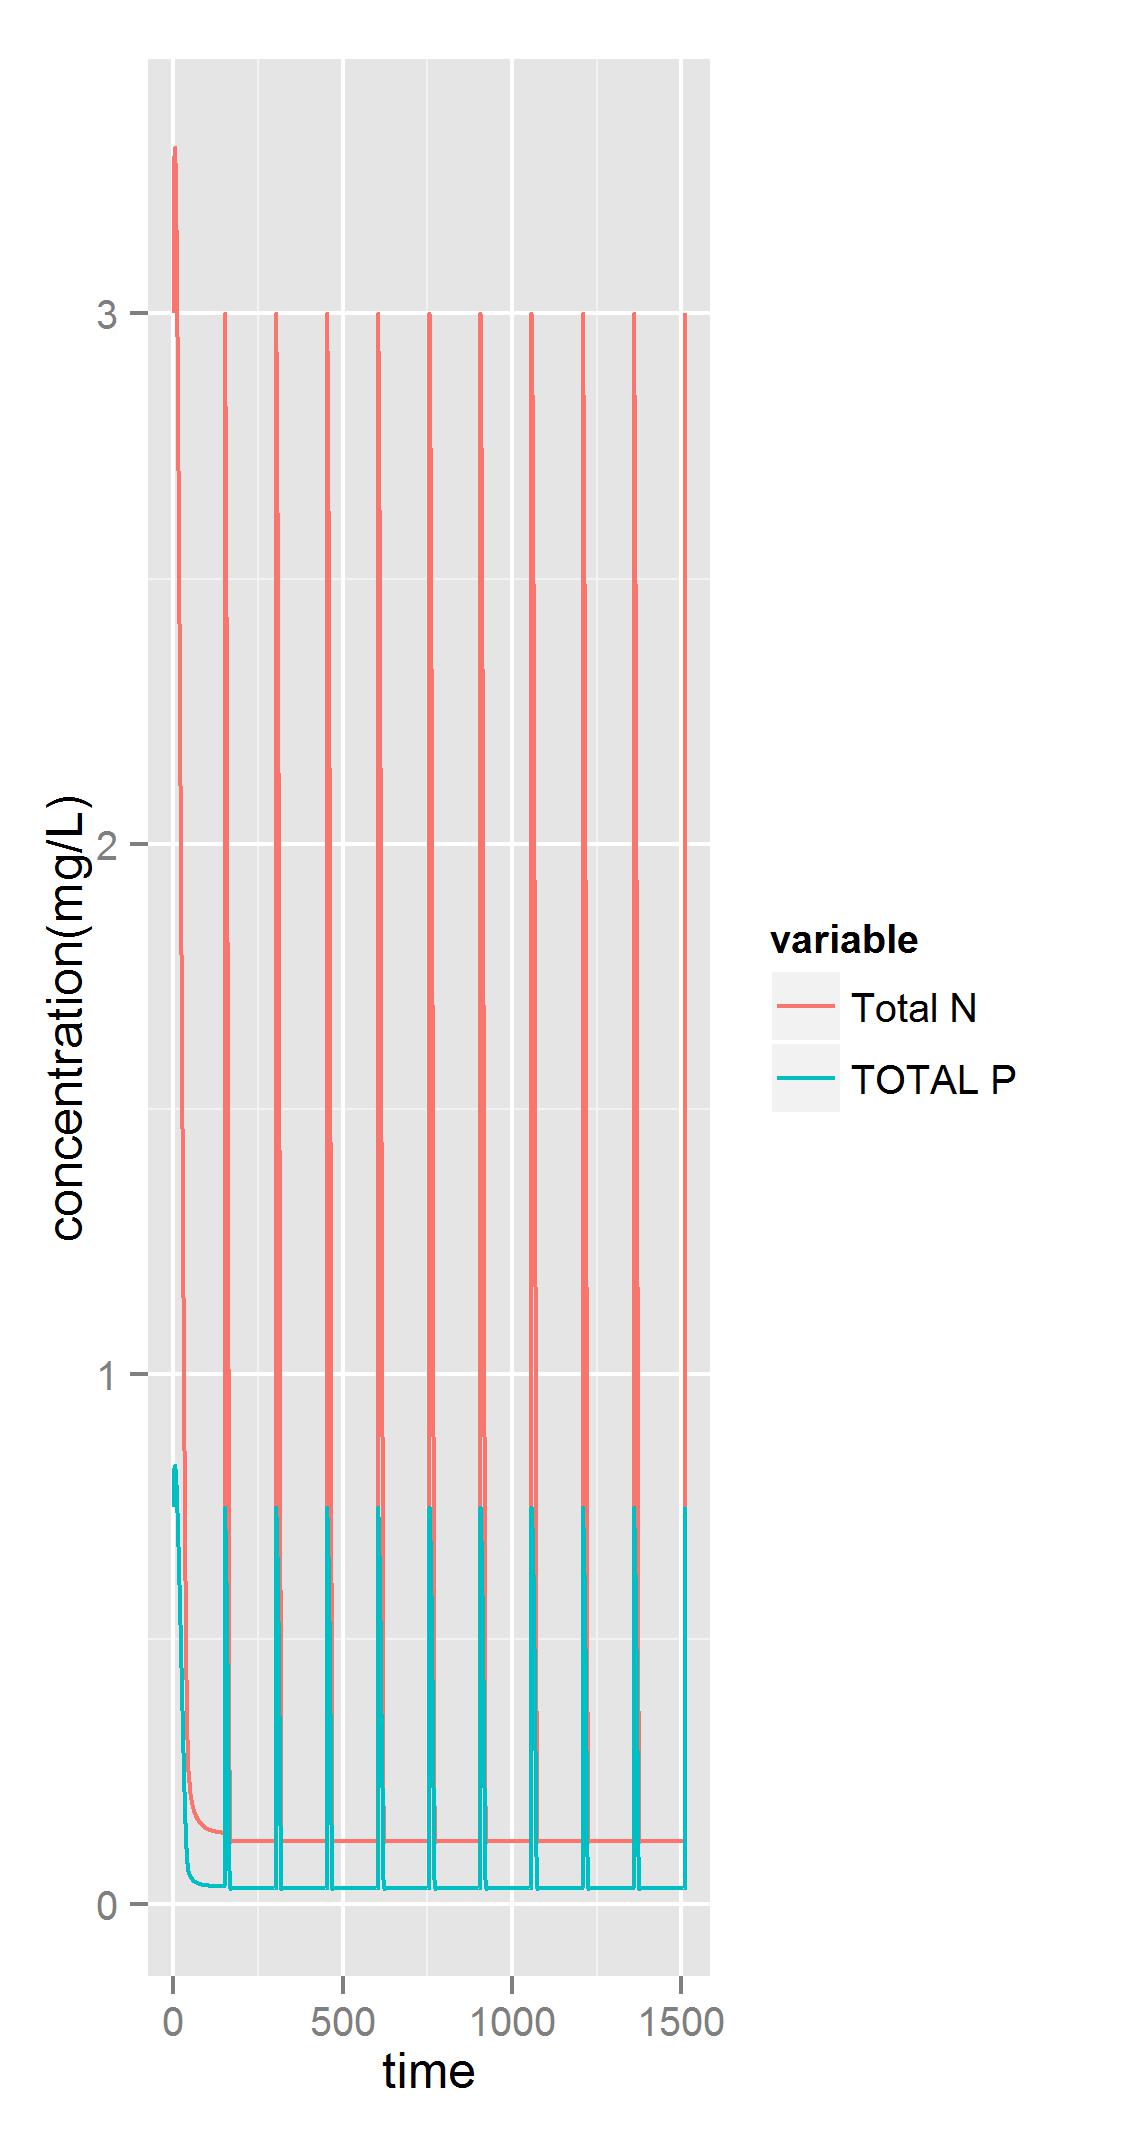 3
2
1
0
concentration(mg/L)
0 500 1000 1500
time
variable
Total N
TOTAL P